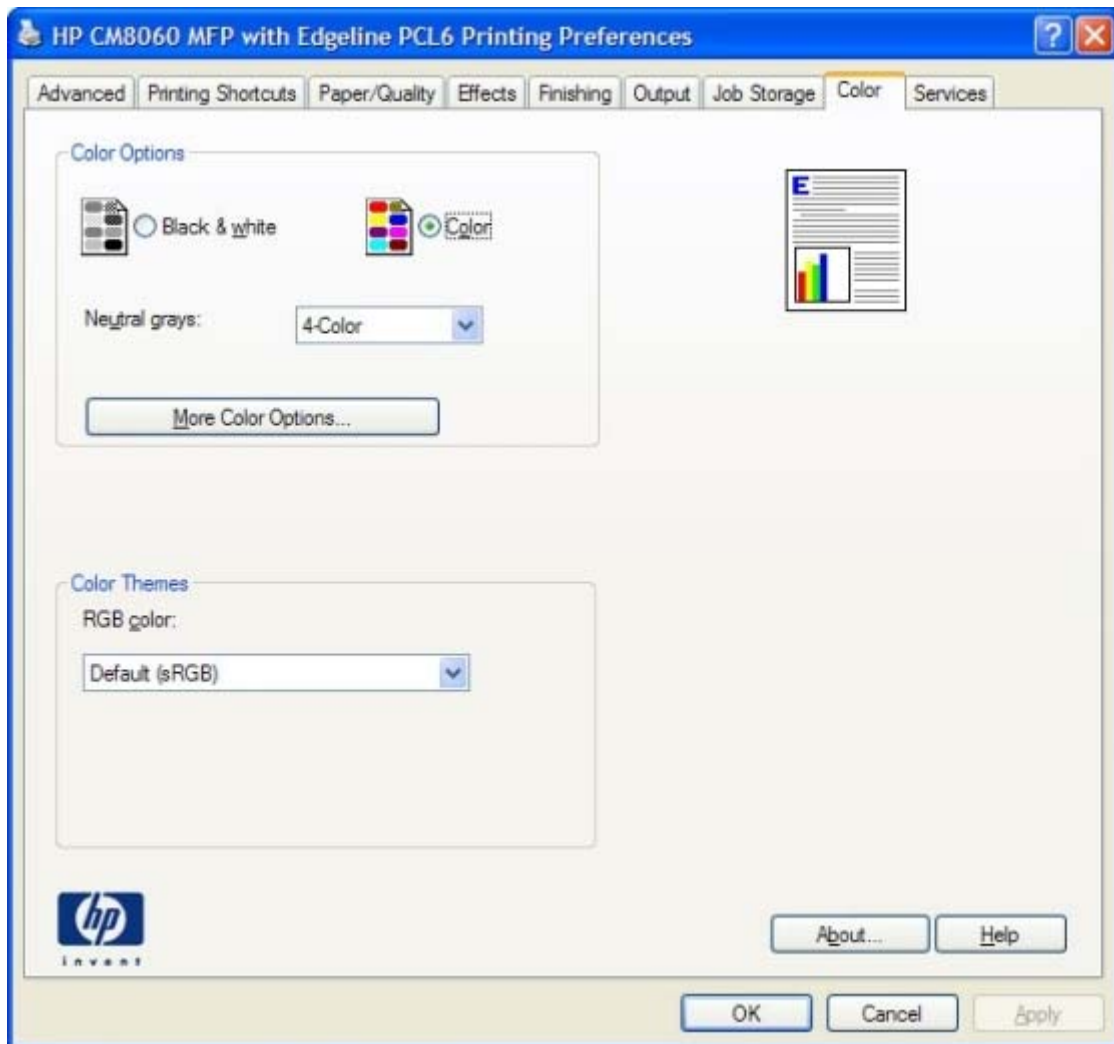 HP CM8060 MFP with Edgeline PCL6 Printing Preferences
?
Advanced Printing Shortcuts Paper/Quality Effects Finishing Output Job Storage Color Services
Color Options
Black & white Color
E
Neutral grays: 4-Color
More Color Options...
Color Themes
RGB color:
Default (sRGB)
hp
invent
About... Help
OK Cancel Apply